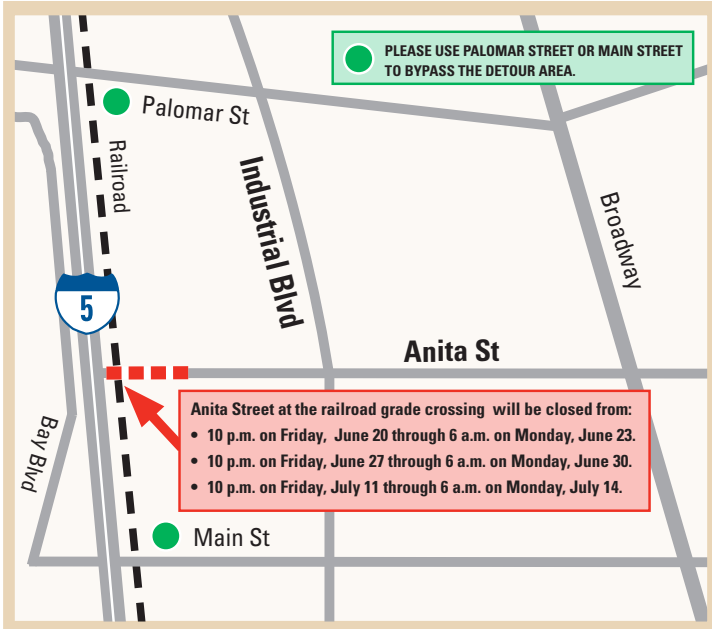 PLEASE USE PALOMAR STREET OR MAIN STREET
TO BYPASS THE DETOUR AREA.
Palomar St
Railroad
Industrial Blvd
Broadway
5
Anita St
Anita Street at the railroad grade crossing will be closed from:
• 10 p.m. on Friday, June 20 through 6 a.m. on Monday, June 23.
• 10 p.m. on Friday, June 27 through 6 a.m. on Monday, June 30.
• 10 p.m. on Friday, July 11 through 6 a.m. on Monday, July 14.
Bay Blvd
Main St